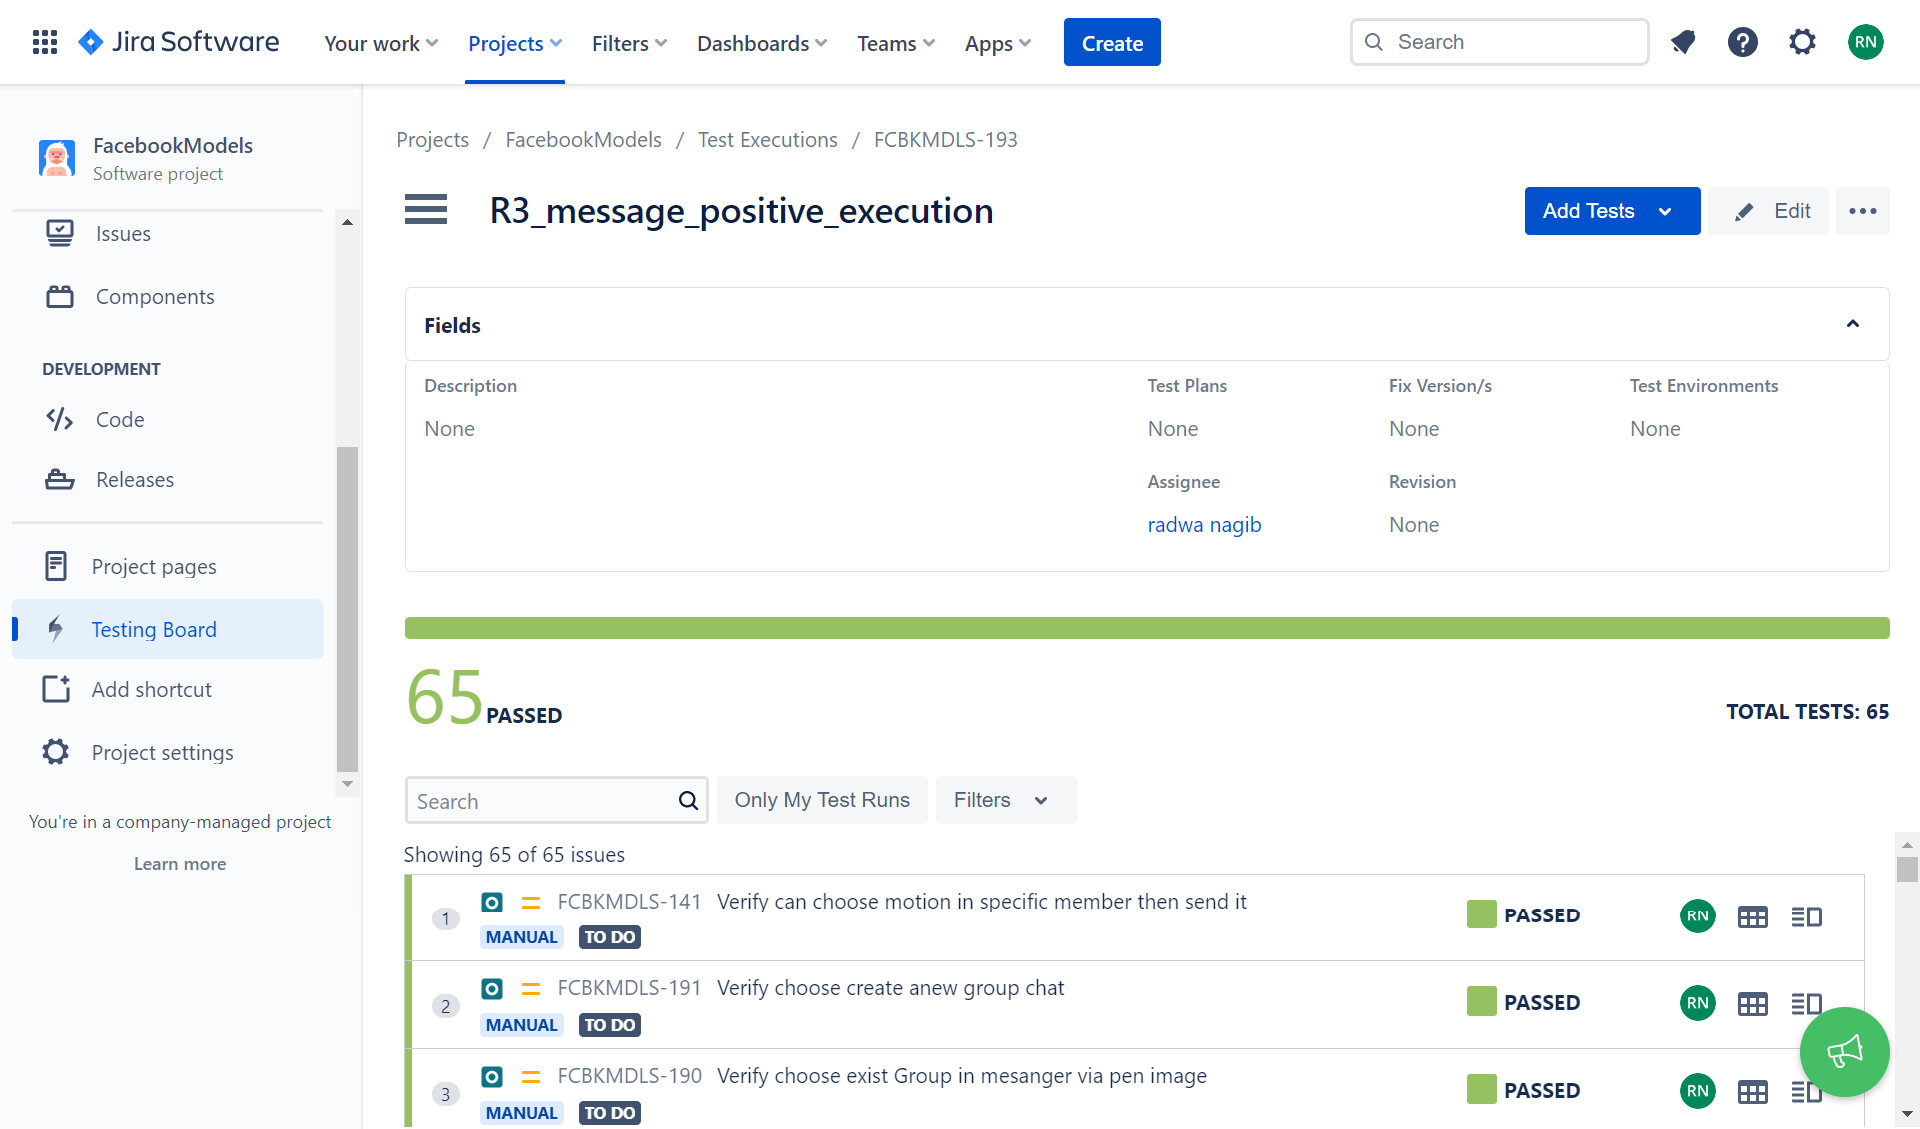 Jira Software
Your work Projects Filters Dashboards Teams Apps Create Search RN
FacebookModels
Software project
Issues
Components
DEVELOPMENT
Code
Releases
Project pages
Testing Board
Add shortcut
Project settings
You're in a company-managed project
Learn more
Projects / FacebookModels / Test Executions / FCBKMDLS-193
R3_message_positive_execution
Add Tests Edit
Fields
Description Test Plans Fix Version/s Test Environments
None None None None
Assignee Revision
radwa nagib None
65 PASSED
TOTAL TESTS: 65
Search Only My Test Runs Filters
Showing 65 of 65 issues
1 FCBKMDLS-141 Verify can choose motion in specific member then send it PASSED RN
MANUAL TO DO
2 FCBKMDLS-191 Verify choose create anew group chat PASSED RN
MANUAL TO DO
3 FCBKMDLS-190 Verify choose exist Group in mesanger via pen image PASSED RN
MANUAL TO DO